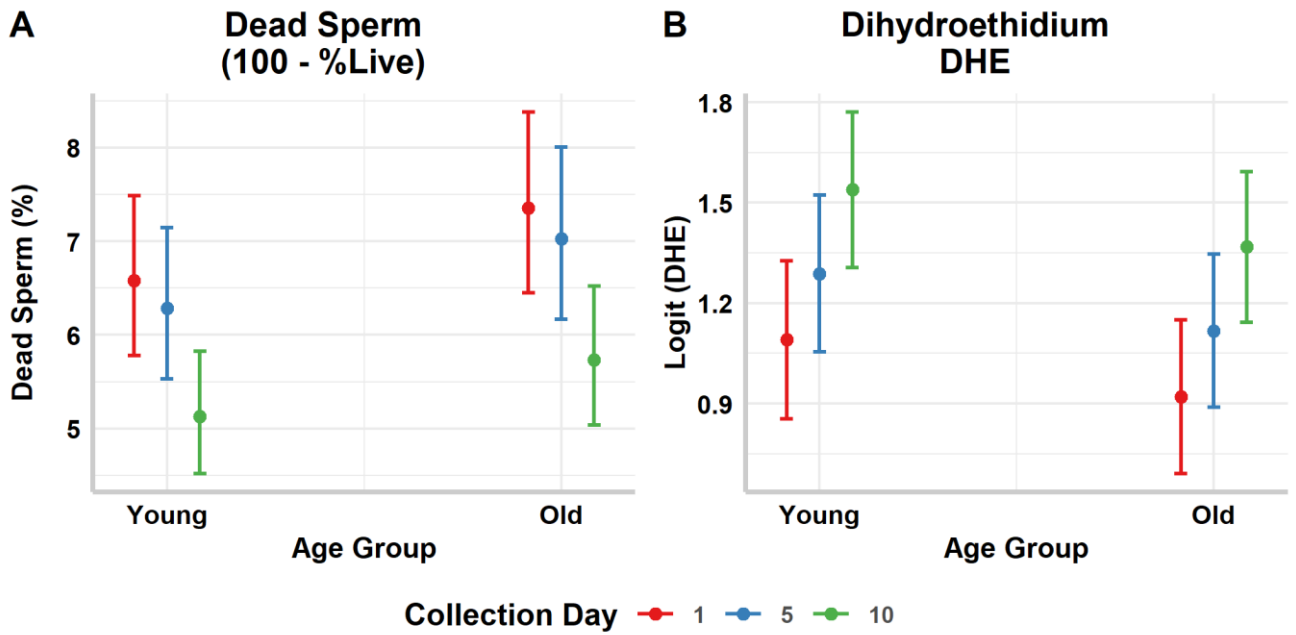 A
Dead Sperm
(100 - %Live)
Dead Sperm (%)
8
7
6
5
Young
Old
Age Group
B
Dihydroethidium
DHE
Logit (DHE)
1.8
1.5
1.2
0.9
Young
Old
Age Group
Collection Day 1 5 10